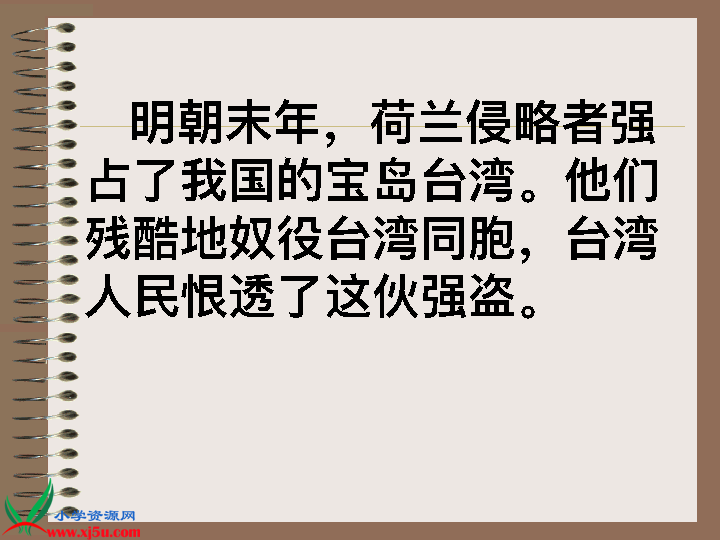 明朝末年，荷兰侵略者强
占了我国的宝岛台湾。他们
残酷地奴役台湾同胞，台湾
人民恨透了这伙强盗。
小学资源网
www.xj5u.com